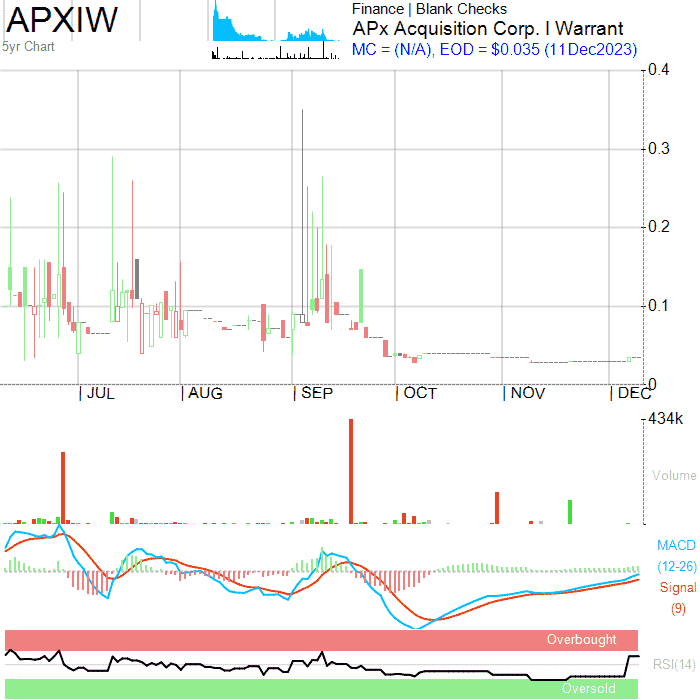 APXIW
5yr Chart
Finance | Blank Checks
APx Acquisition Corp. I Warrant
MC = (N/A), EOD = $0.035 (11Dec2023)
0.4
0.3
0.2
0.1
0
| JUL | AUG | SEP | OCT | NOV | DEC
434k
Volume
MACD
(12-26)
Signal
(9)
Overbought
RSI(14)
Oversold